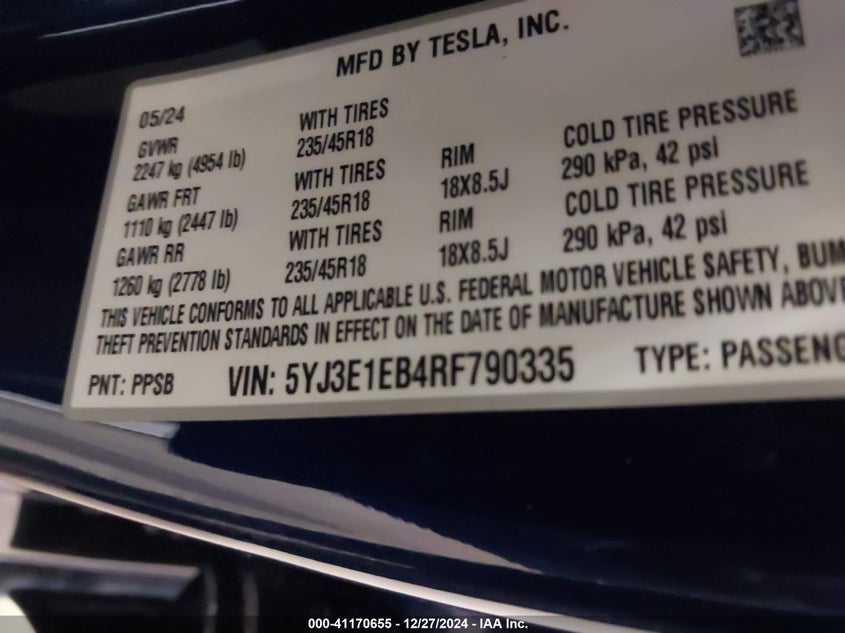 MFD BY TESLA, INC.
05/24
GVWR
2247 kg (4954 lb)
GAWR FRT
1110 kg (2447 lb)
GAWR RR
1260 kg (2778 lb)
WITH TIRES
235/45R18
WITH TIRES
235/45R18
WITH TIRES
235/45R18
RIM
18X8.5J
RIM
18X8.5J
COLD TIRE PRESSURE
290 kPa, 42 psi
COLD TIRE PRESSURE
290 kPa, 42 psi
THIS VEHICLE CONFORMS TO ALL APPLICABLE U.S. FEDERAL MOTOR VEHICLE SAFETY, BUM
THEFT PREVENTION STANDARDS IN EFFECT ON THE DATE OF MANUFACTURE SHOWN ABOVE
PNT: PPSB VIN: 5YJ3E1EB4RF790335 TYPE: PASSENG
000-41170655 - 12/27/2024 - IAA Inc.